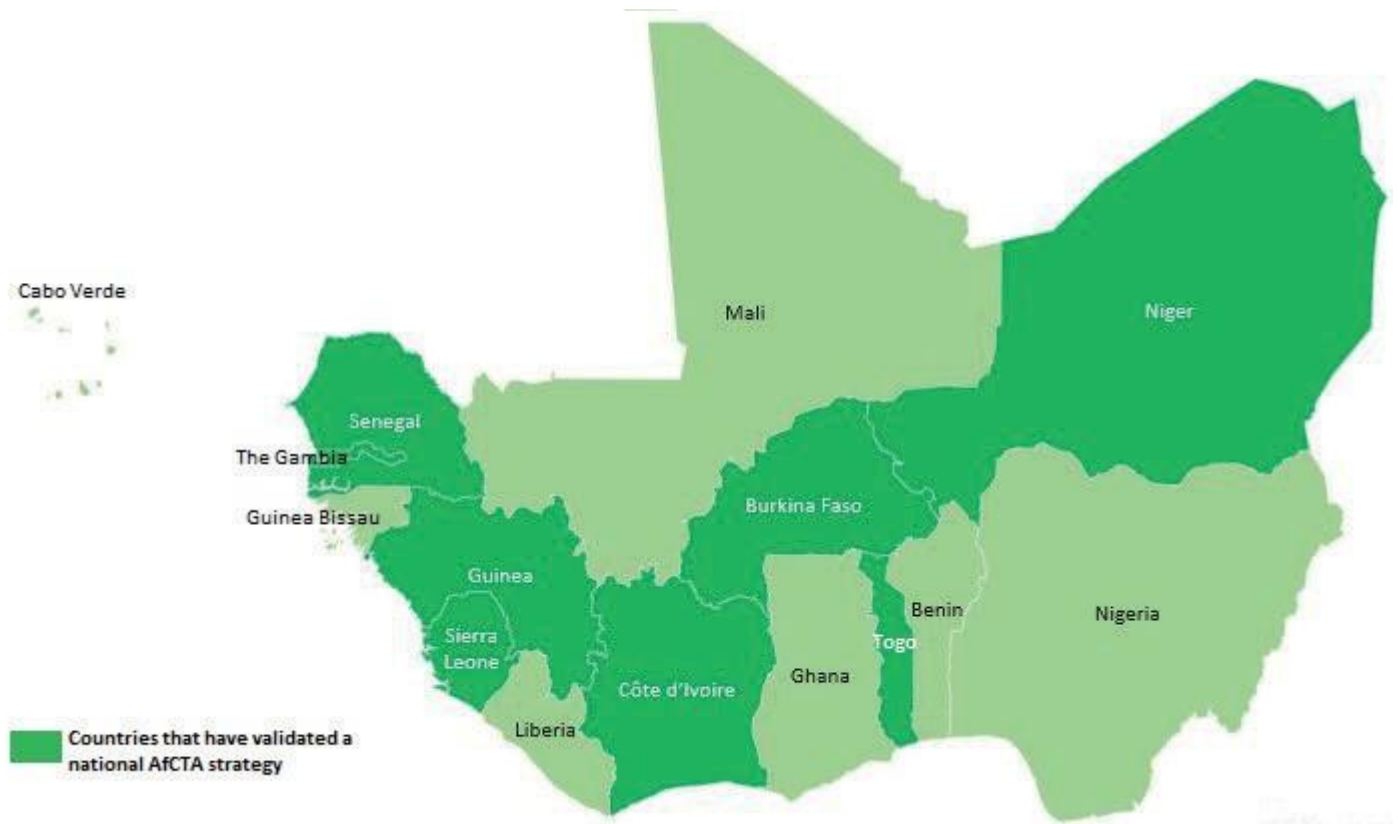 Cabo Verde
Mali
Niger
Senegal
The Gambia
Guinea Bissau
Burkina Faso
Guinea
Benin
Nigeria
Sierra
Leone
Togo
Ghana
Côte d'Ivoire
Liberia
Countries that have validated a
national AfCTA strategy